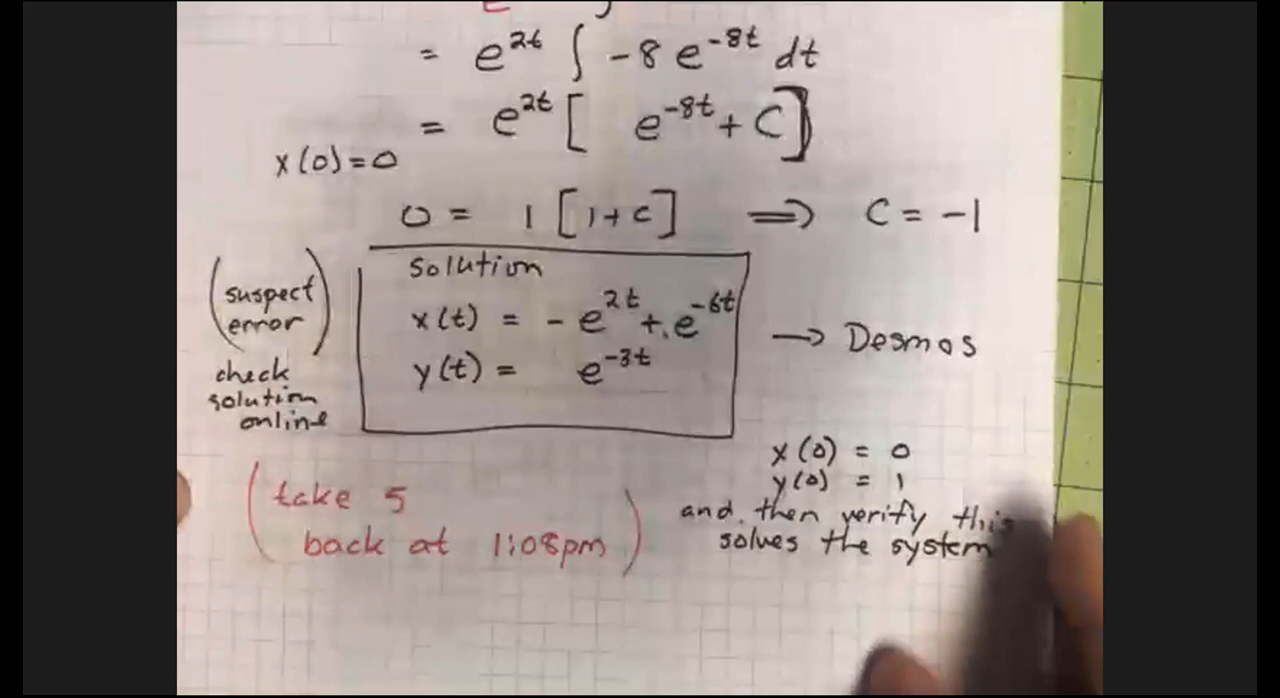 = e^{2t} ∫ -8 e^{-8t} dt
= e^{2t} [ e^{-8t} + C ]
x(0)=0
0 = 1 [1+C] ⟹ C = -1
(suspect error)
check
solution
online
Solution
x(t) = - e^{2t} + e^{-6t}
y(t) = e^{-3t}
→ Desmos
x(0) = 0
y(0) = 1
and then verify this
solves the system
(take 5
back at 1:08pm)